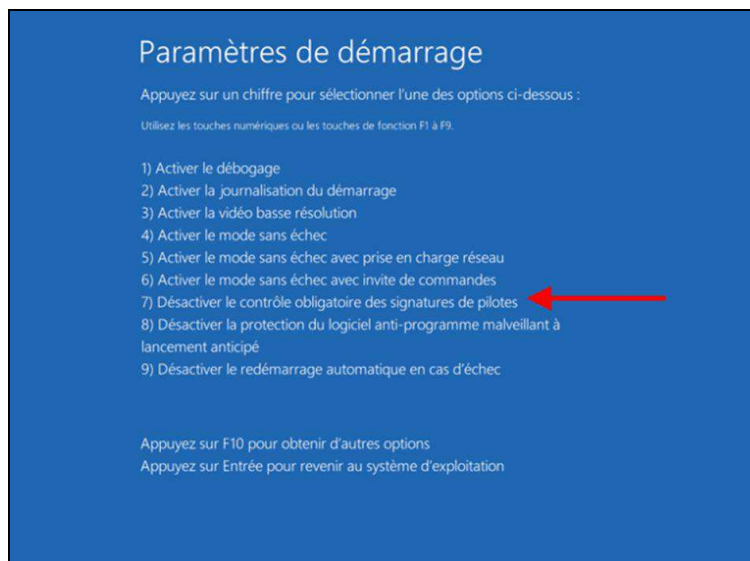 Paramètres de démarrage
Appuyez sur un chiffre pour sélectionner l'une des options ci-dessous :
Utilisez les touches numériques ou les touches de fonction F1 à F9.
1) Activer le débogage
2) Activer la journalisation du démarrage
3) Activer la vidéo basse résolution
4) Activer le mode sans échec
5) Activer le mode sans échec avec prise en charge réseau
6) Activer le mode sans échec avec invite de commandes
7) Désactiver le contrôle obligatoire des signatures de pilotes
8) Désactiver la protection du logiciel anti-programme malveillant à
lancement anticipé
9) Désactiver le redémarrage automatique en cas d'échec
Appuyez sur F10 pour obtenir d'autres options
Appuyez sur Entrée pour revenir au système d'exploitation